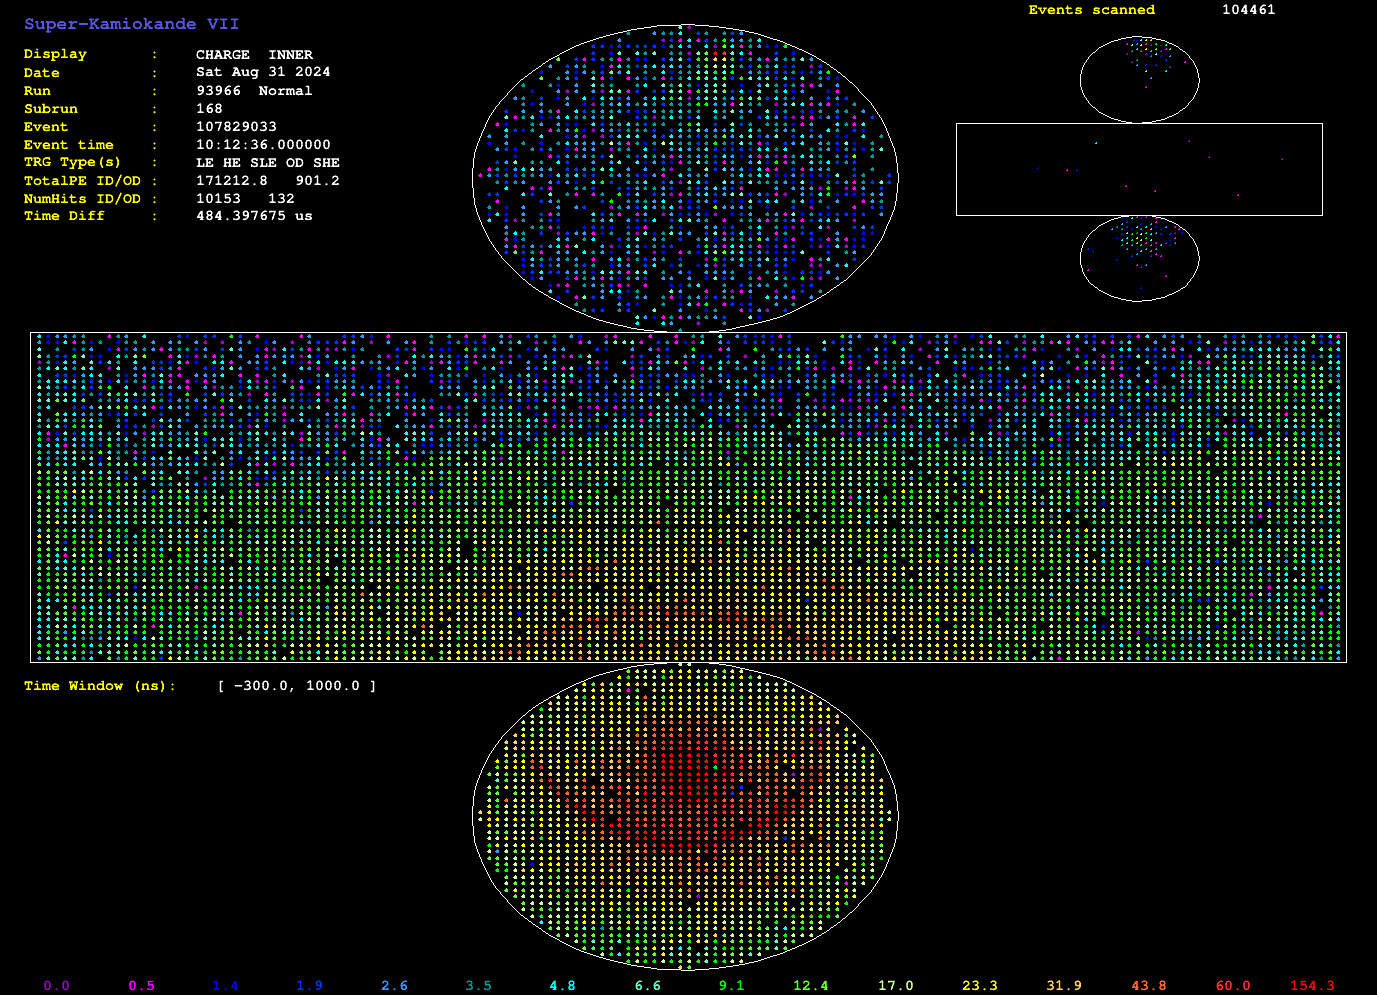 Super-Kamiokande VII
Events scanned 104461
Display : CHARGE INNER
Date : Sat Aug 31 2024
Run : 93966 Normal
Subrun : 168
Event : 107829033
Event time : 10:12:36.000000
TRG Type(s) : LE HE SLE OD SHE
TotalPE ID/OD : 171212.8 901.2
NumHits ID/OD : 10153 132
Time Diff : 484.397675 us
Time Window (ns): [ -300.0, 1000.0 ]
0.0 0.5 1.4 1.9 2.6 3.5 4.8 6.6 9.1 12.4 17.0 23.3 31.9 43.8 60.0 154.3